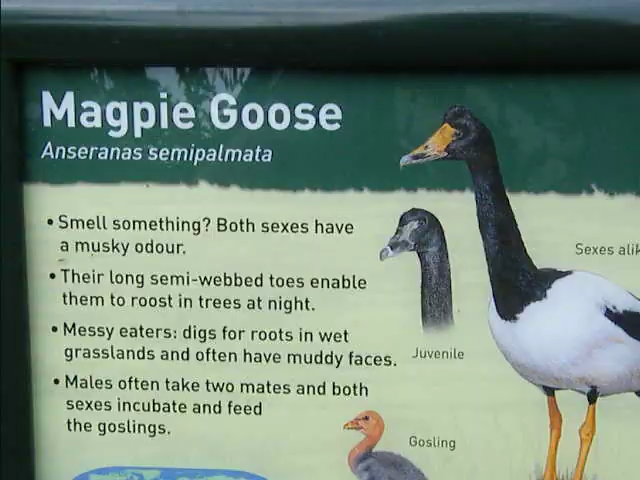 Magpie Goose
Anseranas semipalmata
• Smell something? Both sexes have
a musky odour.
• Their long semi-webbed toes enable
them to roost in trees at night.
• Messy eaters: digs for roots in wet
grasslands and often have muddy faces.
• Males often take two mates and both
sexes incubate and feed
the goslings.
Sexes
Juvenile
Gosling